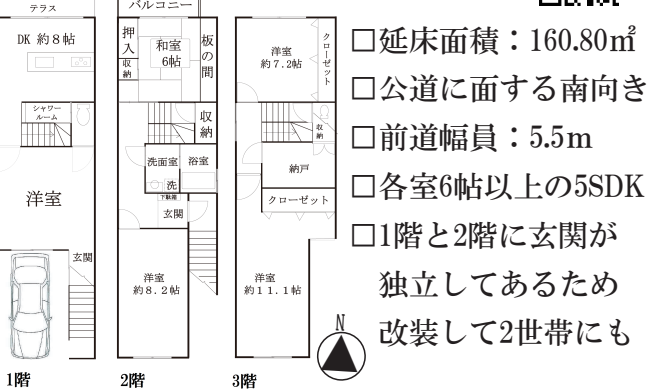 テラス
DK 約8帖
シャワー
ルーム
洋室
玄関
1階
バルコニー
押入
収納
和室
6帖
板の間
収納
洗面室
浴室
洗
下駄箱
玄関
洋室
約8.2帖
2階
洋室
約7.2帖
クローゼット
収納
納戸
クローゼット
洋室
約11.1帖
3階
N
□延床面積：160.80㎡
□公道に面する南向き
□前道幅員：5.5m
□各室6帖以上の5SDK
□1階と2階に玄関が
独立してあるため
改装して2世帯にも